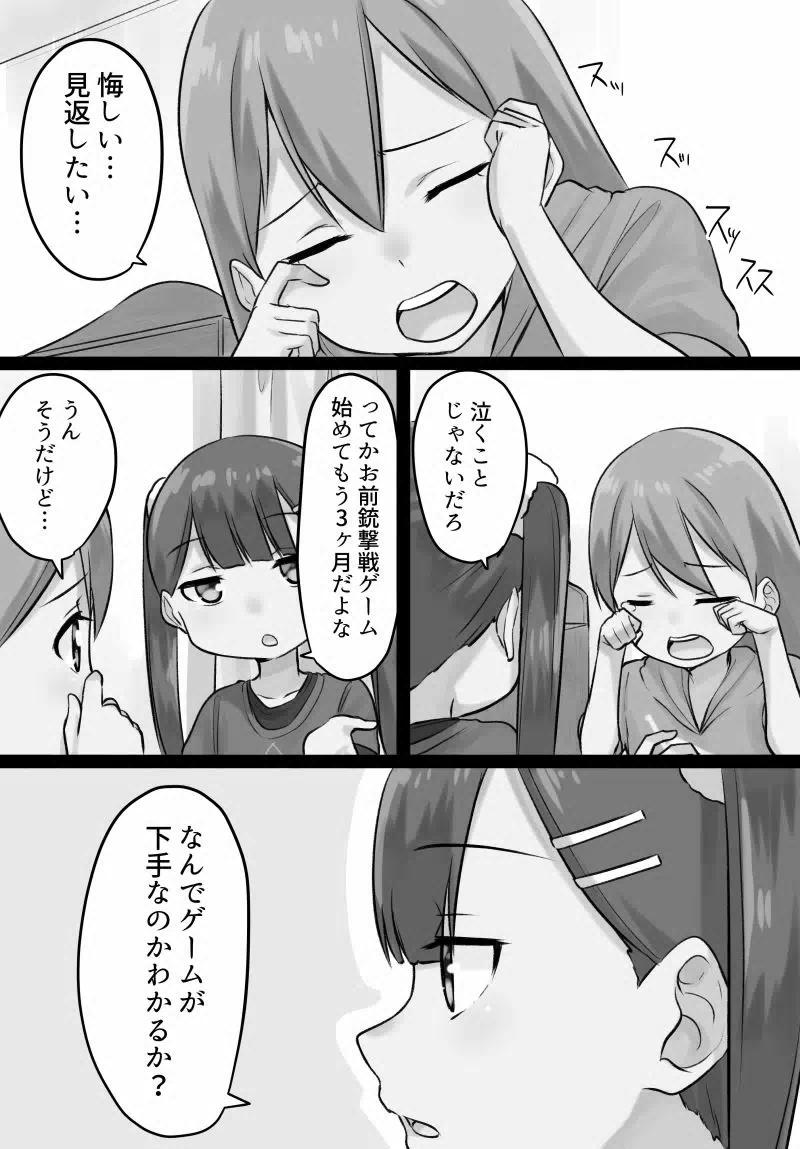 悔しい…
見返したい…
スッ
スッ
スッ
スス
泣くこと
じゃないだろ
ってかお前銃撃戦ゲーム
始めてもう3ヶ月だよな
うん
そうだけど…
なんでゲームが
下手なのかわかるか？